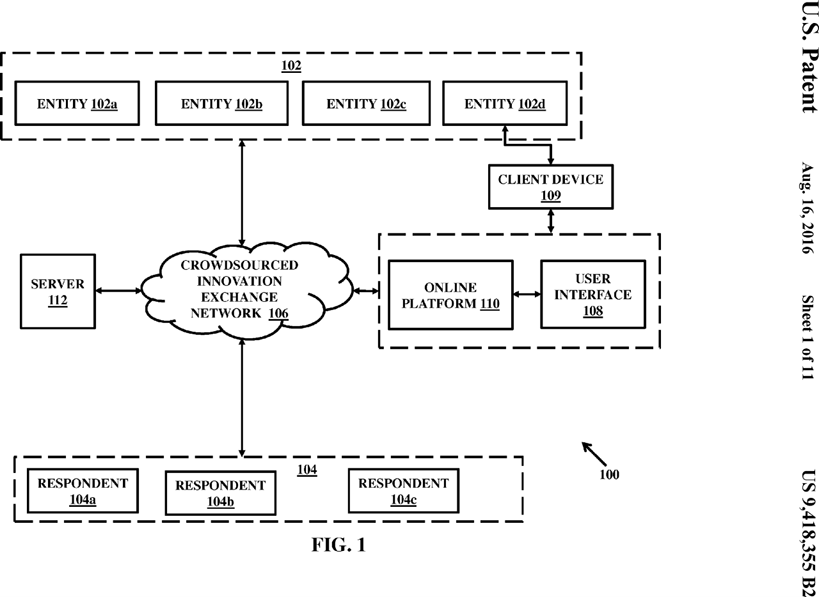 U.S. Patent
Aug. 16, 2016
Sheet 1 of 11
US 9,418,355 B2
102
ENTITY 102a
ENTITY 102b
ENTITY 102c
ENTITY 102d
CLIENT DEVICE
109
SERVER
112
CROWDSOURCED
INNOVATION
EXCHANGE
NETWORK 106
ONLINE
PLATFORM 110
USER
INTERFACE
108
104
RESPONDENT
104a
RESPONDENT
104b
RESPONDENT
104c
100
FIG. 1